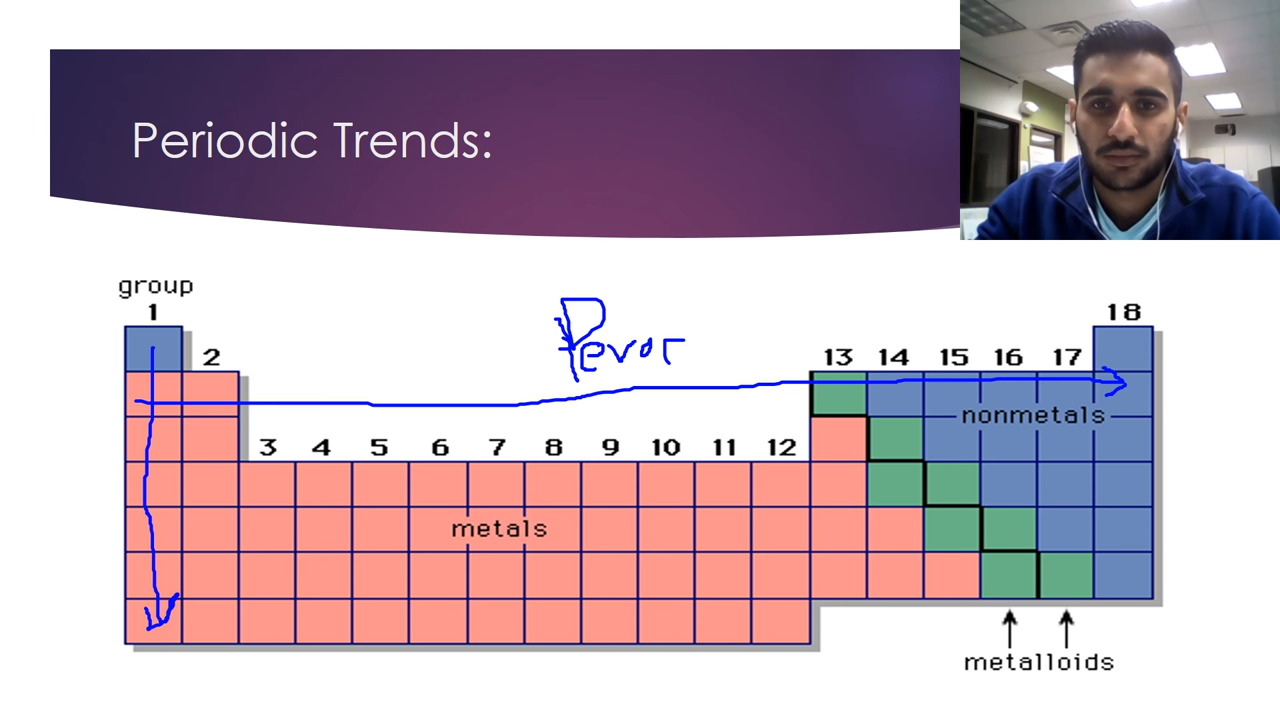 Periodic Trends:
group
1
18
2
13 14 15 16 17
nonmetals
3 4 5 6 7 8 9 10 11 12
metals
metalloids